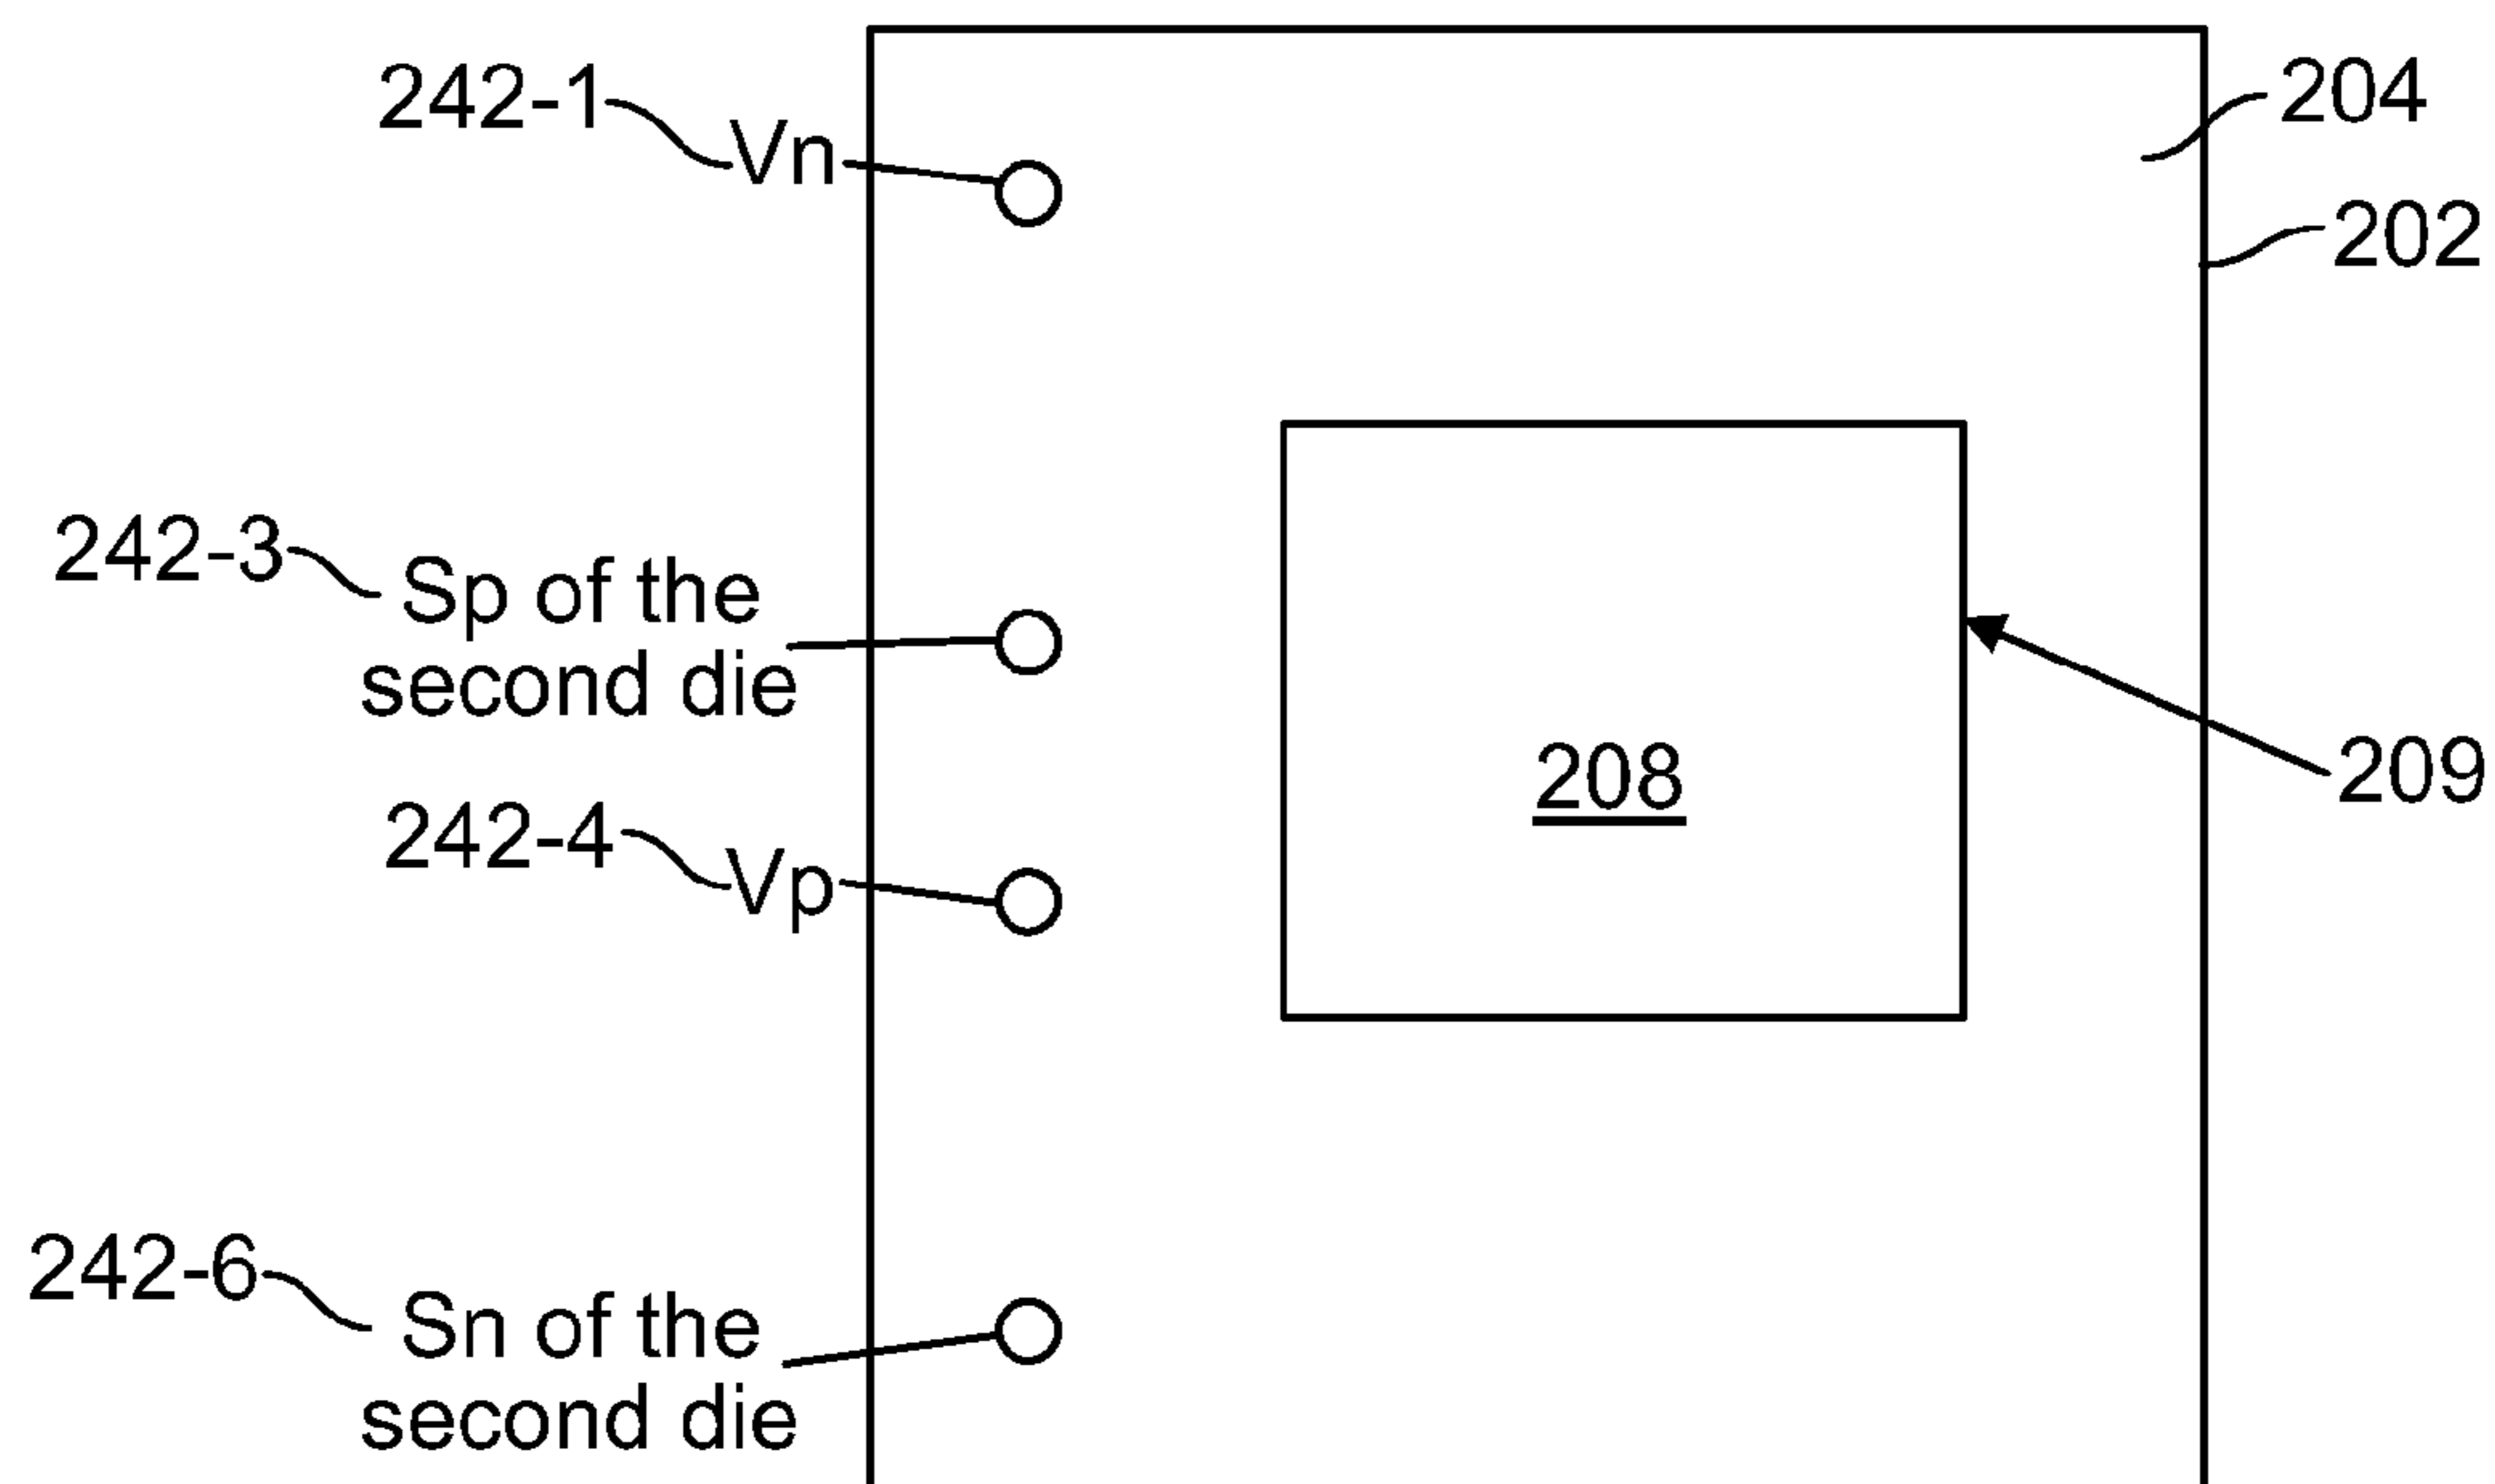 242-1
Vn
204
202
242-3
Sp of the
second die
208
209
242-4
Vp
242-6
Sn of the
second die